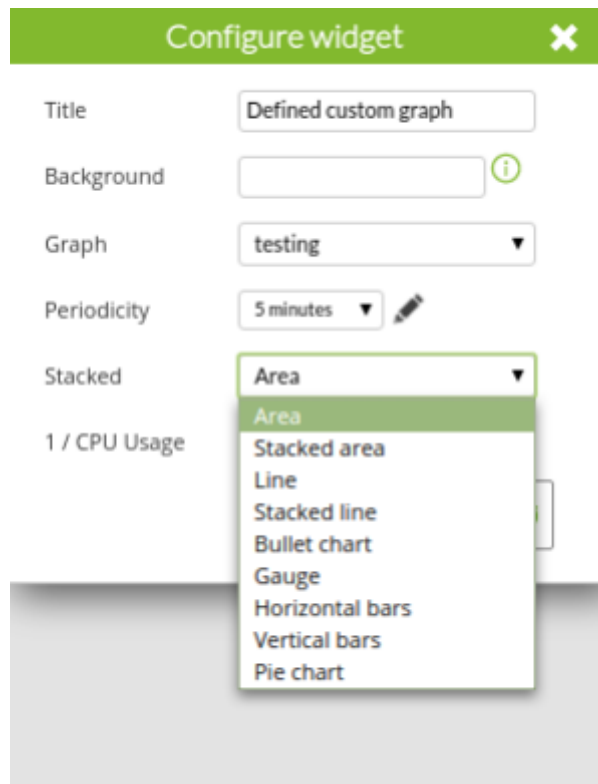 Configure widget
Title
Defined custom graph
Background
Graph
testing
Periodicity
5 minutes
Stacked
Area
Area
1 / CPU Usage
Stacked area
Line
Stacked line
Bullet chart
Gauge
Horizontal bars
Vertical bars
Pie chart